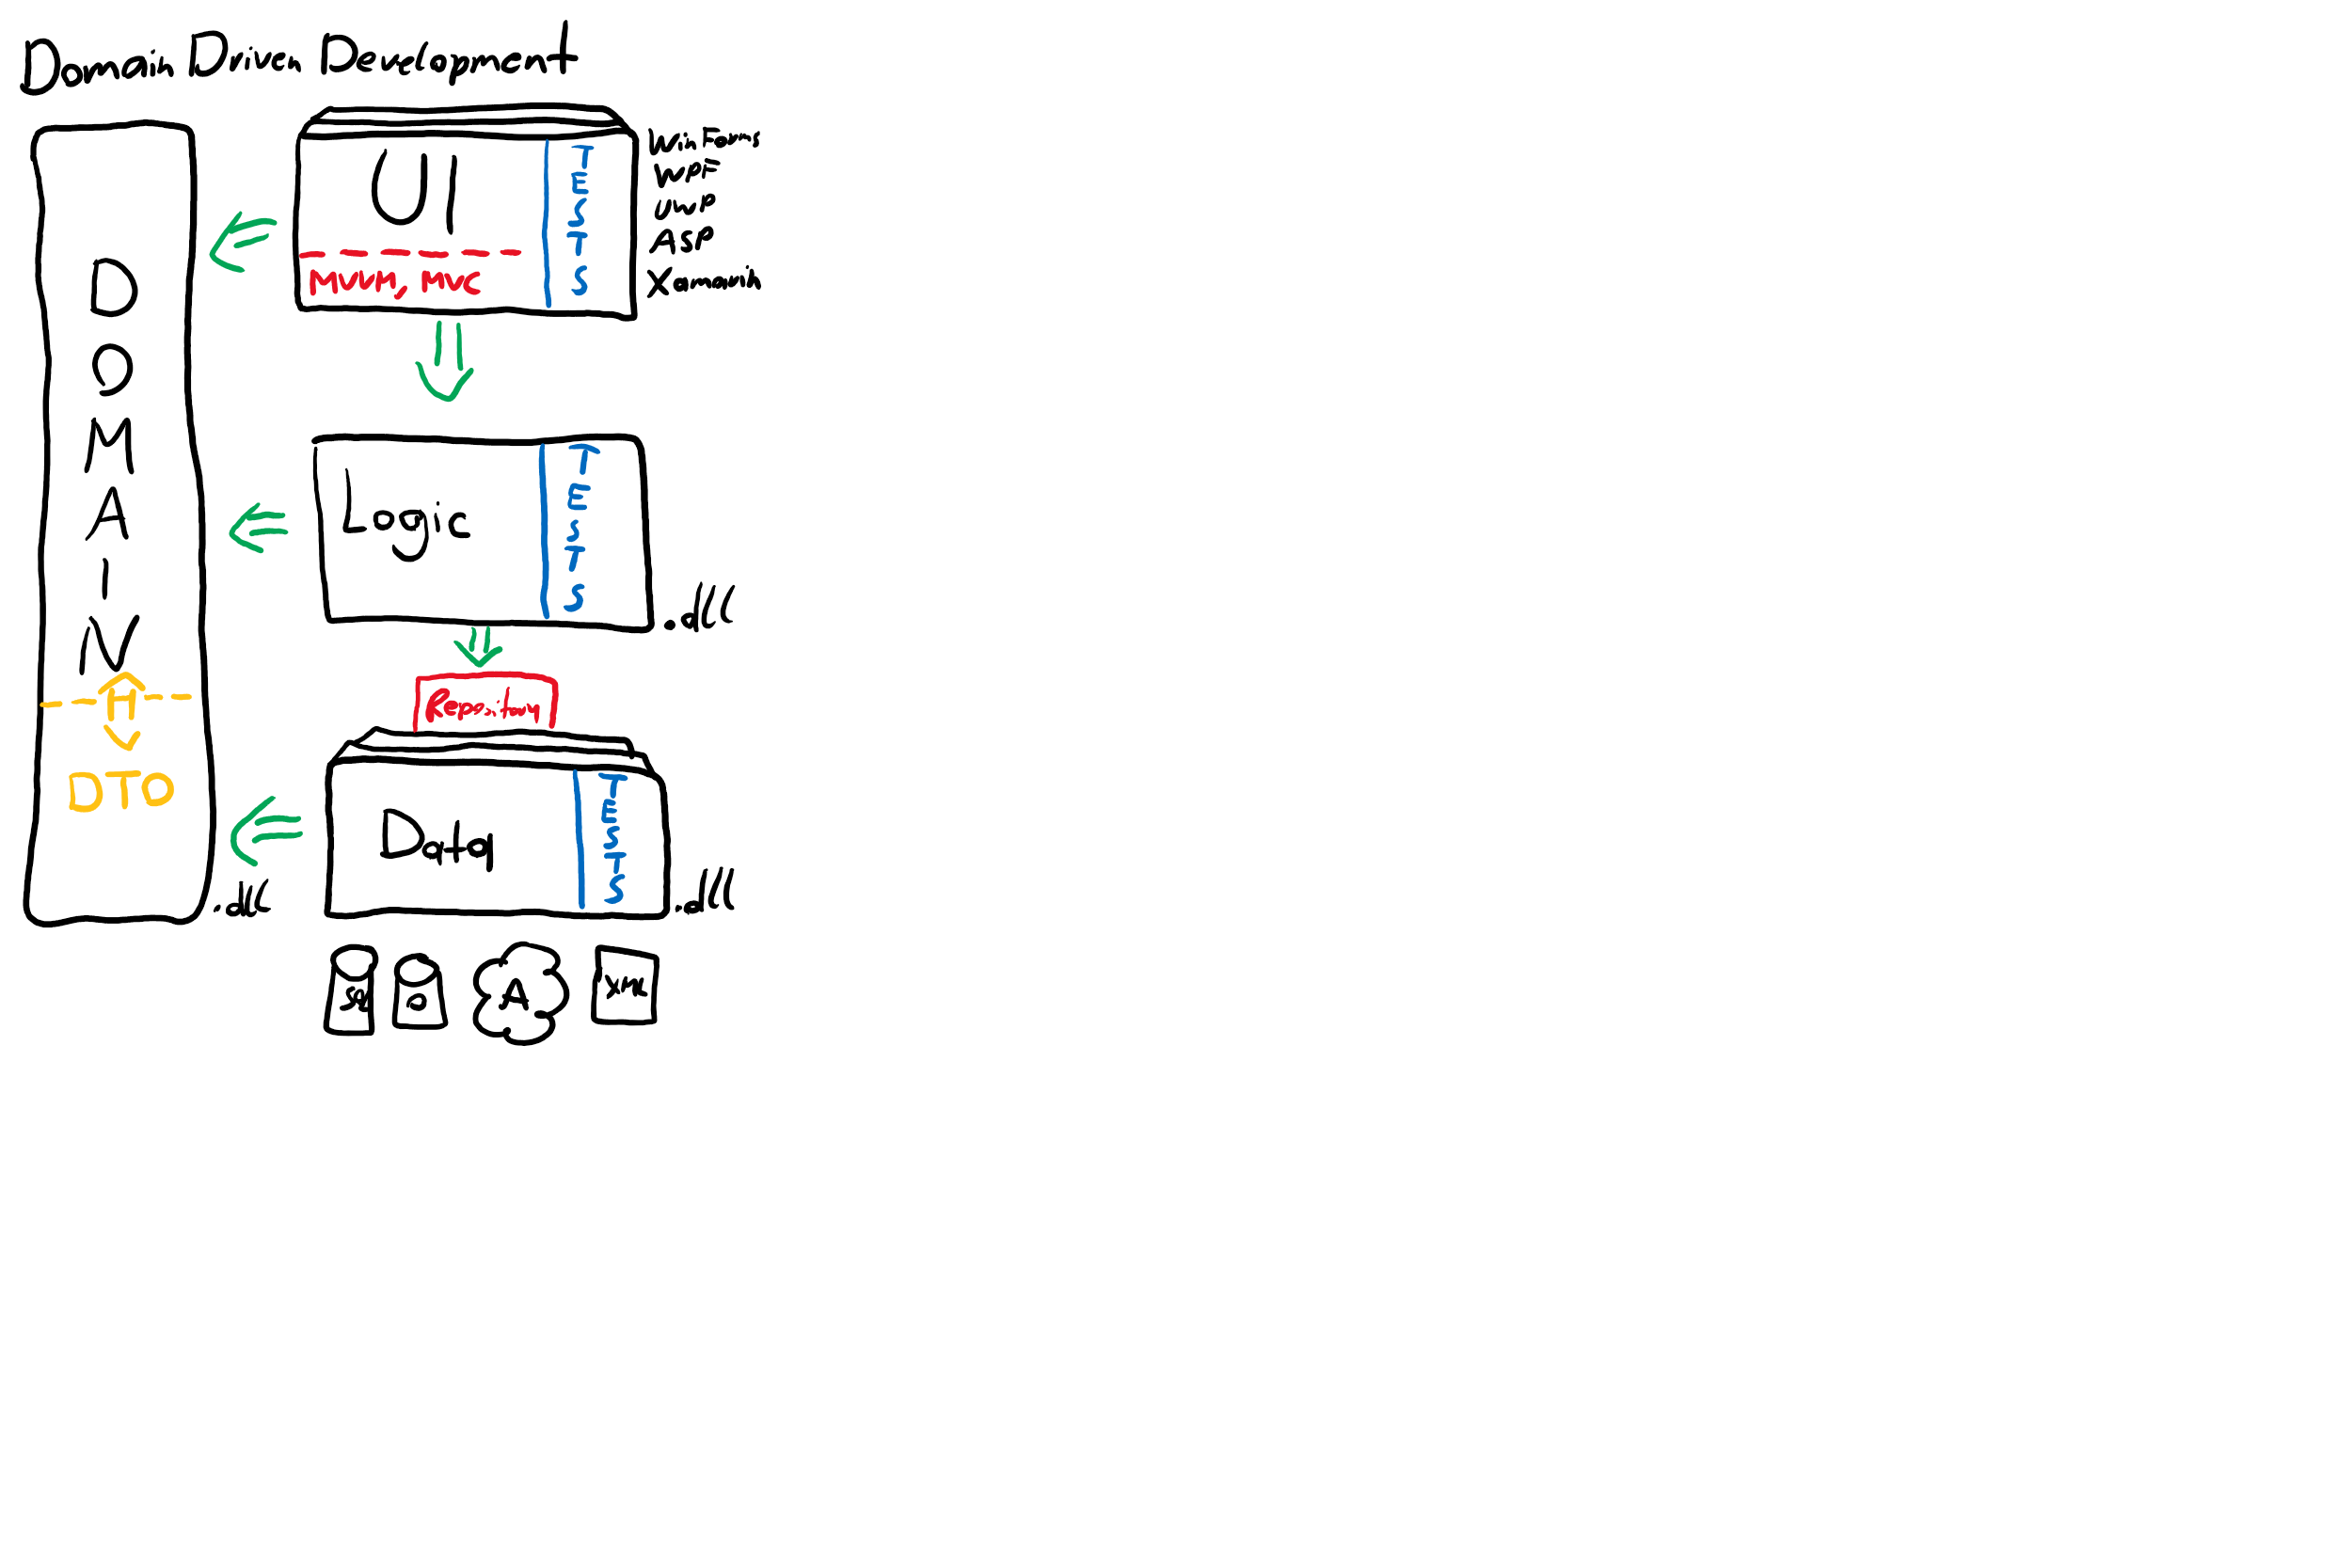 Domain Driven Development
DOMAIN
DTO
.dll
UI
MVVM, MVC
TESTS
WinForms
WPF
UWP
ASP
Xamarin
Logic
TESTS
.dll
Repository
Data
TESTS
.dll
A
XML